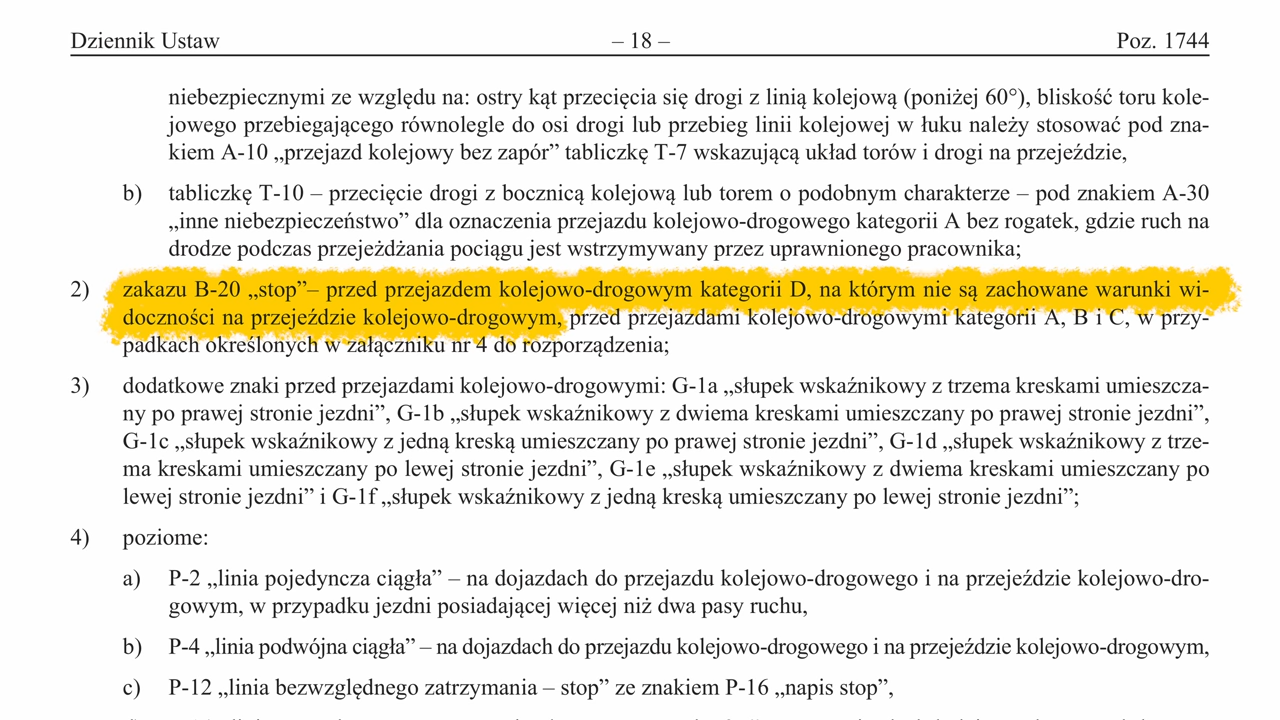 Dziennik Ustaw – 18 – Poz. 1744
niebezpiecznymi ze względu na: ostry kąt przecięcia się drogi z linią kolejową (poniżej 60°), bliskość toru kole-
jowego przebiegającego równolegle do osi drogi lub przebieg linii kolejowej w łuku należy stosować pod zna-
kiem A-10 „przejazd kolejowy bez zapór” tabliczkę T-7 wskazującą układ torów i drogi na przejeździe,
b) tabliczkę T-10 – przecięcie drogi z bocznicą kolejową lub torem o podobnym charakterze – pod znakiem A-30
„inne niebezpieczeństwo” dla oznaczenia przejazdu kolejowo-drogowego kategorii A bez rogatek, gdzie ruch na
drodze podczas przejeżdżania pociągu jest wstrzymywany przez uprawnionego pracownika;
2) zakazu B-20 „stop”– przed przejazdem kolejowo-drogowym kategorii D, na którym nie są zachowane warunki wi-
doczności na przejeździe kolejowo-drogowym, przed przejazdami kolejowo-drogowymi kategorii A, B i C, w przy-
padkach określonych w załączniku nr 4 do rozporządzenia;
3) dodatkowe znaki przed przejazdami kolejowo-drogowymi: G-1a „słupek wskaźnikowy z trzema kreskami umieszcza-
ny po prawej stronie jezdni”, G-1b „słupek wskaźnikowy z dwiema kreskami umieszczany po prawej stronie jezdni”,
G-1c „słupek wskaźnikowy z jedną kreską umieszczany po prawej stronie jezdni”, G-1d „słupek wskaźnikowy z trze-
ma kreskami umieszczany po lewej stronie jezdni”, G-1e „słupek wskaźnikowy z dwiema kreskami umieszczany po
lewej stronie jezdni” i G-1f „słupek wskaźnikowy z jedną kreską umieszczany po lewej stronie jezdni”;
4) poziome:
a) P-2 „linia pojedyncza ciągła” – na dojazdach do przejazdu kolejowo-drogowego i na przejeździe kolejowo-dro-
gowym, w przypadku jezdni posiadającej więcej niż dwa pasy ruchu,
b) P-4 „linia podwójna ciągła” – na dojazdach do przejazdu kolejowo-drogowego i na przejeździe kolejowo-drogowym,
c) P-12 „linia bezwzględnego zatrzymania – stop” ze znakiem P-16 „napis stop”,